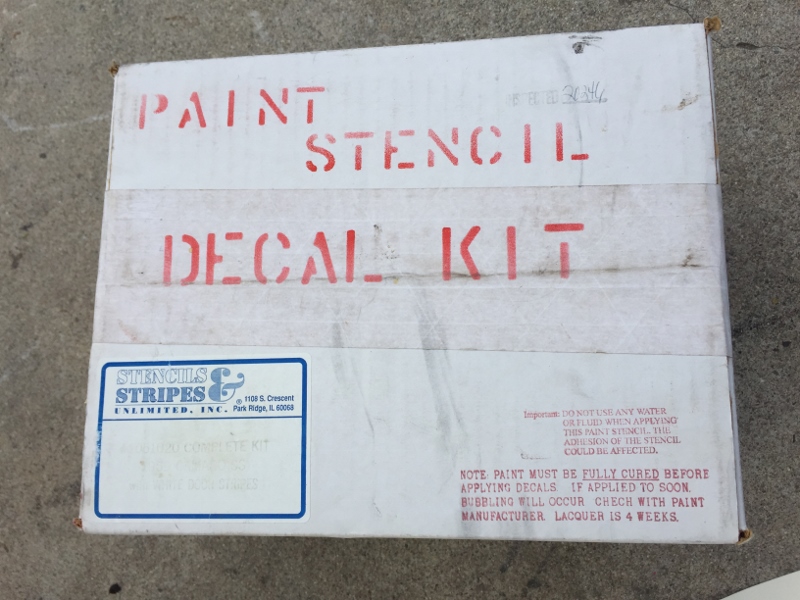 PAINT
STENCIL
DECAL KIT
STENCILS &
STRIPES
UNLIMITED, INC.
® 1108 S. Crescent
Park Ridge, IL 60068
COMPLETE KIT
STRIPES
Important: DO NOT USE ANY WATER
OR FLUID WHEN APPLYING
THIS PAINT STENCIL. THE
ADHESION OF THE STENCIL
COULD BE AFFECTED.
NOTE: PAINT MUST BE FULLY CURED BEFORE
APPLYING DECALS. IF APPLIED TO SOON,
BUBBLING WILL OCCUR CHECH WITH PAINT
MANUFACTURER. LACQUER IS 4 WEEKS.